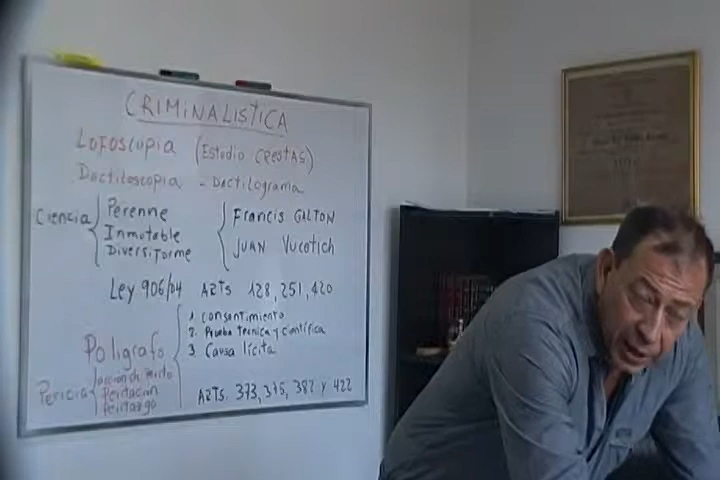 CRIMINALISTICA
LOFOSCOPIA (Estudio CRESTAS)
Dactiloscopia - Dactilograma
Ciencia { Perenne
Inmutable
Diversiforme
{ Francis GALTON
JUAN Vucetich
Ley 906/04 ARTS 128, 251, 420
Poligrafo { 1. Consentimiento
2. Prueba tecnica y cientifica
3. Causa lícita
Pericia
ARTS. 373, 375, 382 y 422